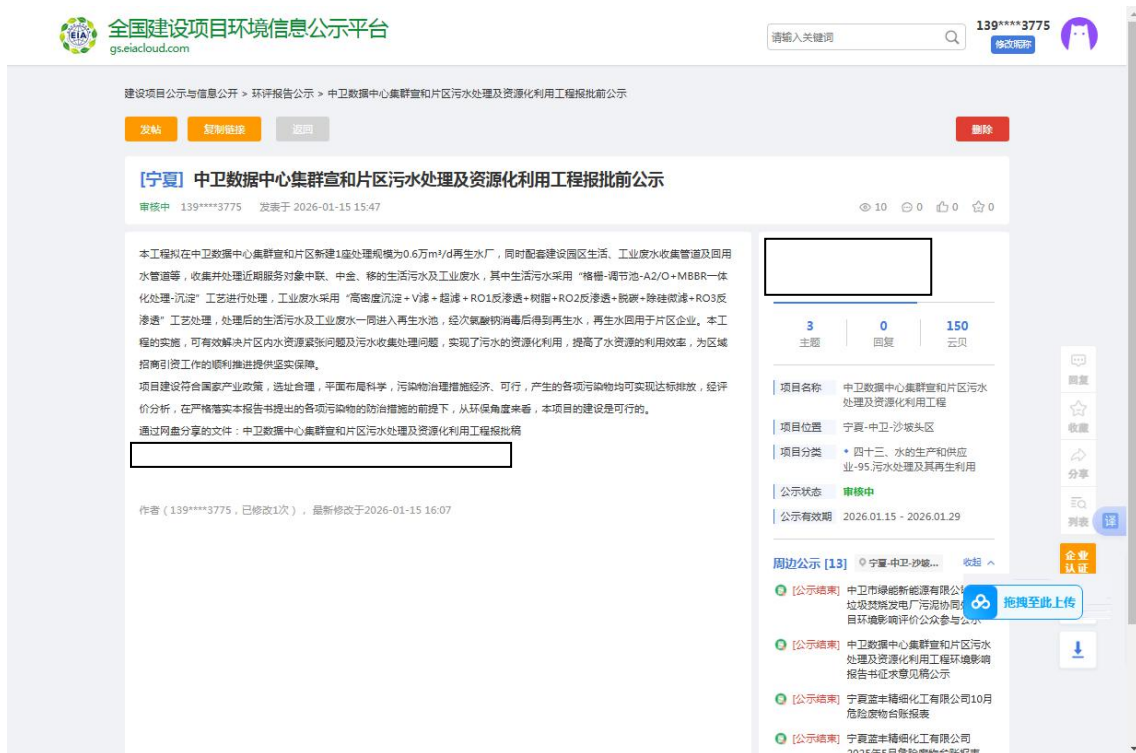 全国建设项目环境信息公示平台
gs.eiacloud.com
请输入关键词
139****3775
修改昵称
建设项目公示与信息公开 > 环评报告公示 > 中卫数据中心集群宣和片区污水处理及资源化利用工程报批前公示
发帖
复制链接
返回
删除
[宁夏] 中卫数据中心集群宣和片区污水处理及资源化利用工程报批前公示
审核中 139****3775 发表于 2026-01-15 15:47
10 0 0 0
本工程拟在中卫数据中心集群宣和片区新建1座处理规模为0.6万m³/d再生水厂，同时配套建设园区生活、工业废水收集管道及回用
水管道等，收集并处理近期服务对象中联、中金、移的生活污水及工业废水，其中生活污水采用“格栅-调节池-A2/O+MBBR一体
化处理-沉淀”工艺进行处理，工业废水采用“高密度沉淀+V滤+超滤+RO1反渗透+树脂+RO2反渗透+脱碳+除硅微滤+RO3反
渗透”工艺处理，处理后的生活污水及工业废水一同进入再生水池，经次氯酸钠消毒后得到再生水，再生水回用于片区企业。本工
程的实施，可有效解决片区内水资源紧张问题及污水收集处理问题，实现了污水的资源化利用，提高了水资源的利用效率，为区域
招商引资工作的顺利推进提供坚实保障。
项目建设符合国家产业政策，选址合理，平面布局科学，污染物治理措施经济、可行，产生的各项污染物均可实现达标排放，经评
价分析，在严格落实本报告书提出的各项污染物的防治措施的前提下，从环保角度来看，本项目的建设是可行的。
通过网盘分享的文件：中卫数据中心集群宣和片区污水处理及资源化利用工程报批稿
作者（139****3775，已修改1次），最新修改于2026-01-15 16:07
3 0 150
主题 回复 云贝
项目名称 中卫数据中心集群宣和片区污水
处理及资源化利用工程
项目位置 宁夏-中卫-沙坡头区
项目分类 四十三、水的生产和供应
业-95.污水处理及其再生利用
公示状态 审核中
公示有效期 2026.01.15 - 2026.01.29
周边公示 [13] 宁夏-中卫-沙坡... 收起
[公示结束] 中卫市绿能新能源有限公
垃圾焚烧发电厂污泥协同
目环境影响评价公众参与公示
[公示结束] 中卫数据中心集群宣和片区污水
处理及资源化利用工程环境影响
报告书征求意见稿公示
[公示结束] 宁夏蓝丰精细化工有限公司10月
危险废物台账报表
[公示结束] 宁夏蓝丰精细化工有限公司
2025年5月危险废物台账报表
回复
收藏
分享
列表
译
企业
认证
拖拽至此上传